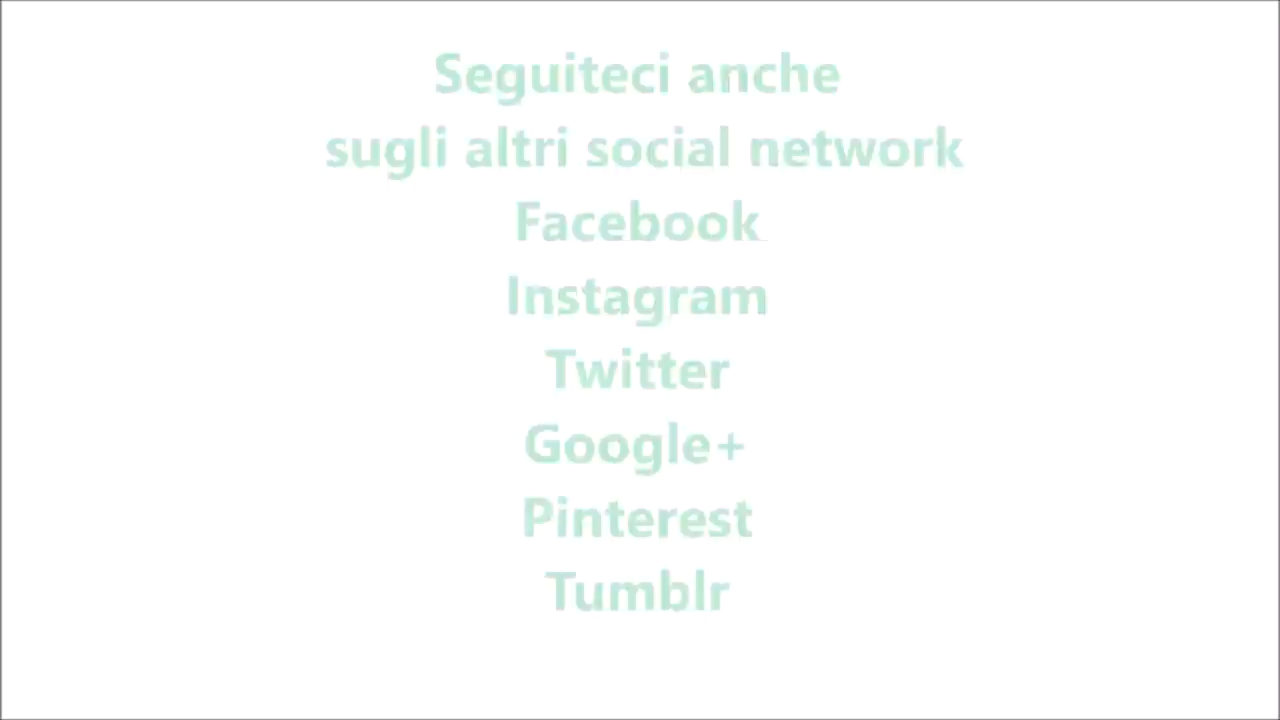 Seguiteci anche
sugli altri social network
Facebook
Instagram
Twitter
Google+
Pinterest
Tumblr